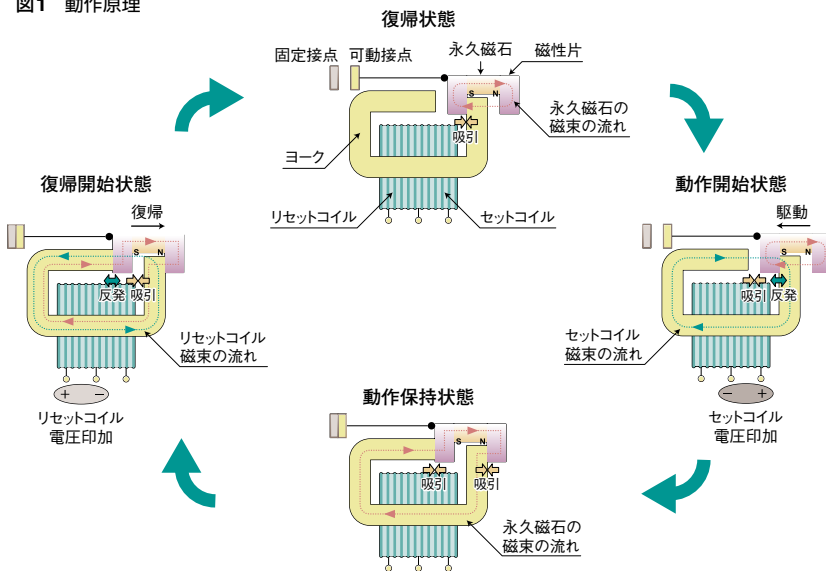 図1 動作原理
復帰状態
固定接点 可動接点
永久磁石
磁性片
S N
永久磁石の
磁束の流れ
吸引
ヨーク
リセットコイル
セットコイル
動作開始状態
駆動
S N
吸引 反発
セットコイル
磁束の流れ
− +
セットコイル
電圧印加
動作保持状態
S N
吸引 吸引
永久磁石の
磁束の流れ
復帰開始状態
復帰
S N
反発 吸引
リセットコイル
磁束の流れ
+ −
リセットコイル
電圧印加